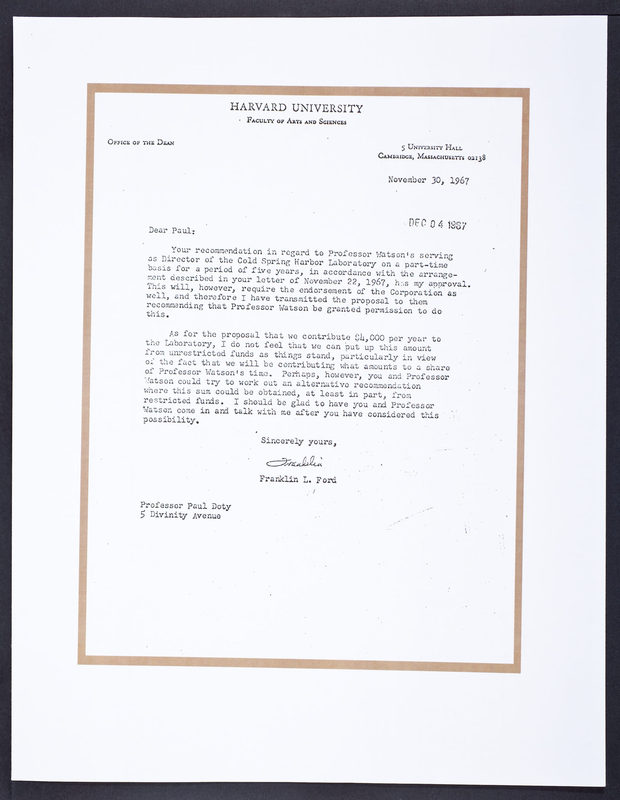 HARVARD UNIVERSITY
FACULTY OF ARTS AND SCIENCES
OFFICE OF THE DEAN
5 UNIVERSITY HALL
CAMBRIDGE, MASSACHUSETTS 02138
November 30, 1967
DEC 04 1967
Dear Paul:
Your recommendation in regard to Professor Watson's serving
as Director of the Cold Spring Harbor Laboratory on a part-time
basis for a period of five years, in accordance with the arrange-
ment described in your letter of November 22, 1967, has my approval.
This will, however, require the endorsement of the Corporation as
well, and therefore I have transmitted the proposal to them
recommending that Professor Watson be granted permission to do
this.
As for the proposal that we contribute $4,000 per year to
the Laboratory, I do not feel that we can put up this amount
from unrestricted funds as things stand, particularly in view
of the fact that we will be contributing what amounts to a share
of Professor Watson's time. Perhaps, however, you and Professor
Watson could try to work out an alternative recommendation
where this sum could be obtained, at least in part, from
restricted funds. I should be glad to have you and Professor
Watson come in and talk with me after you have considered this
possibility.
Sincerely yours,
Franklin
Franklin L. Ford
Professor Paul Doty
5 Divinity Avenue